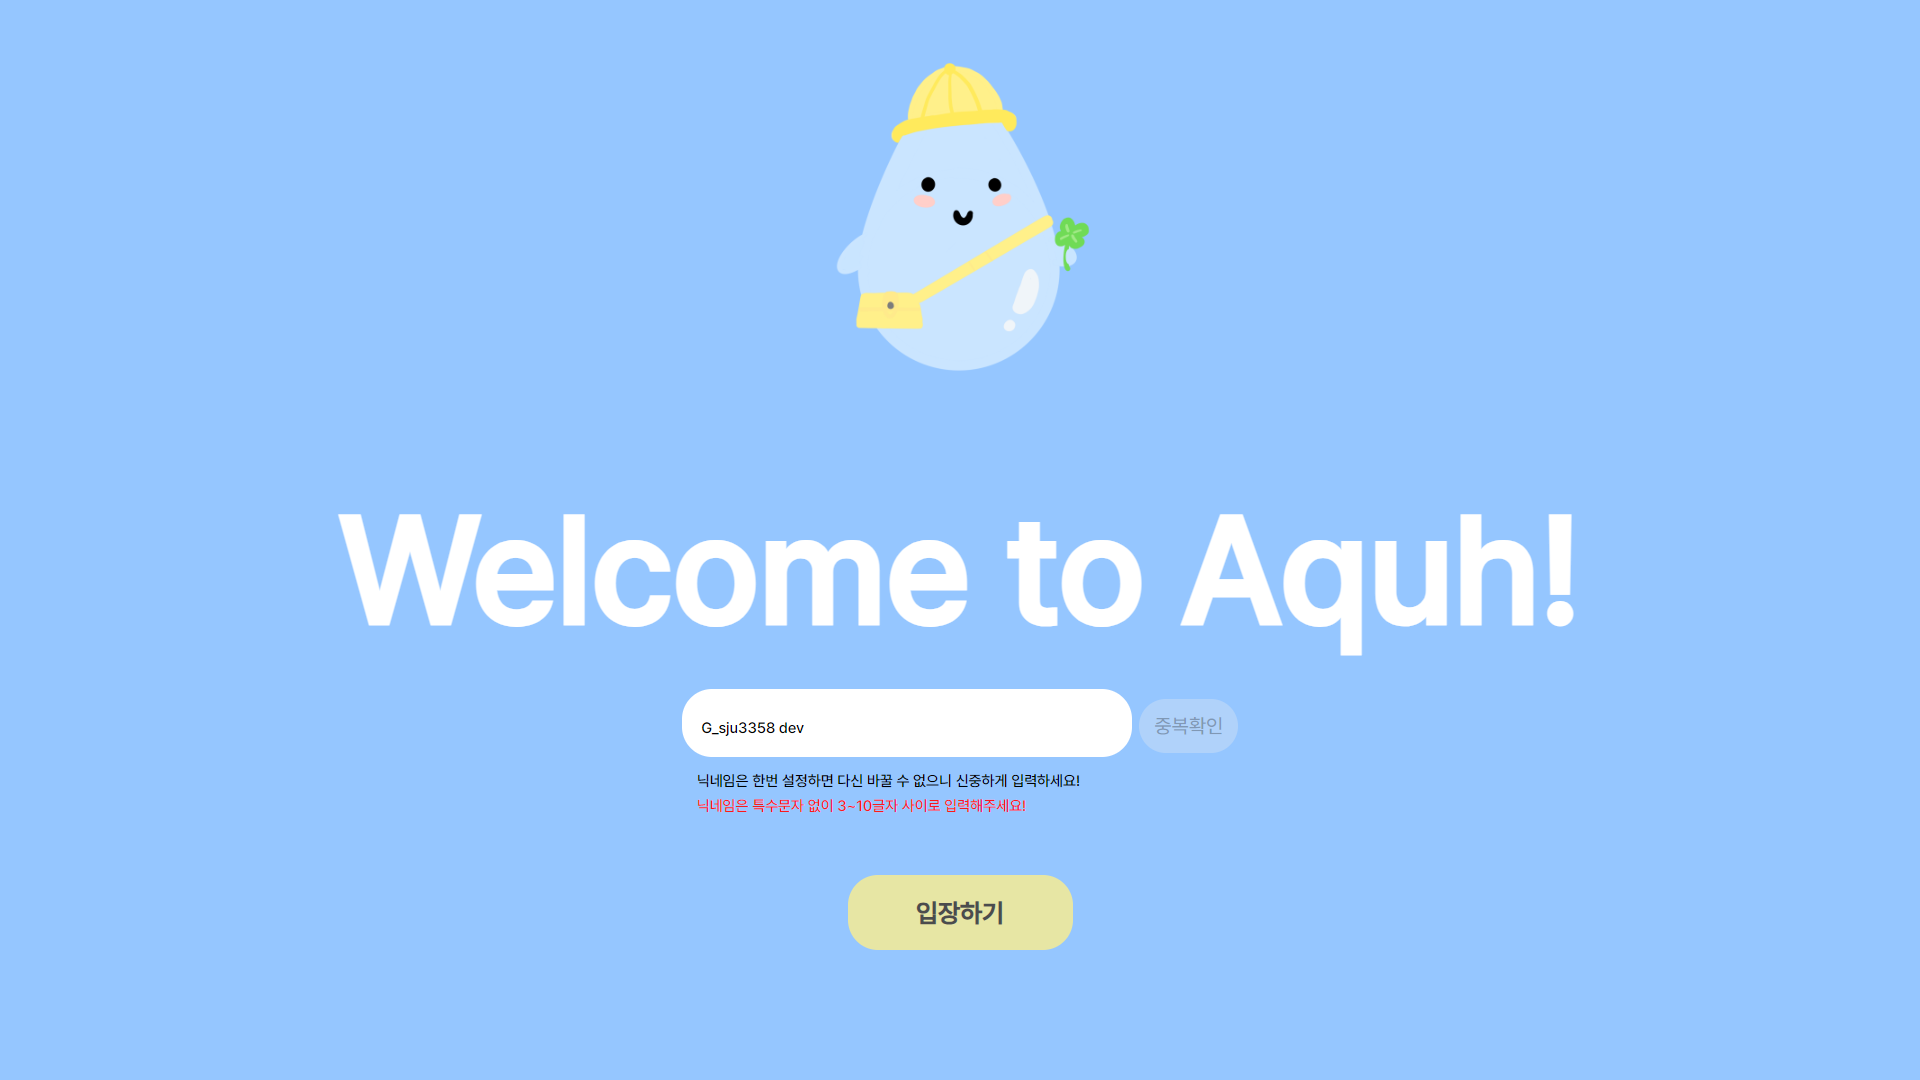 Welcome to Aquh!
G_sju3358 dev
중복확인
닉네임은 한번 설정하면 다신 바꿀 수 없으니 신중하게 입력하세요!
닉네임은 특수문자 없이 3~10글자 사이로 입력해주세요!
입장하기